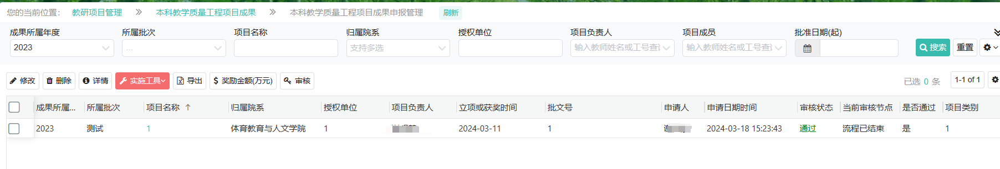 您的当前位置： 教研项目管理 » 本科教学质量工程项目成果 » 本科教学质量工程项目成果申报管理 刷新
成果所属年度 所属批次 项目名称 归属院系 授权单位 项目负责人 项目成员 批准日期(起)
2023 ... 支持多选 输入教师姓名或工号查询 输入教师姓名或工号查询 搜索 重置
修改 删除 详情 实施工具 导出 $ 奖励金额(万元) 审核 已选 0 条 1-1 of 1
成果所属... 所属批次 项目名称 ↑ 归属院系 授权单位 项目负责人 立项或获奖时间 批文号 申请人 申请日期时间 审核状态 当前审核节点 是否通过 项目类别
2023 测试 1 体育教育与人文学院 1 2024-03-11 1 2024-03-18 15:23:43 通过 流程已结束 是 1